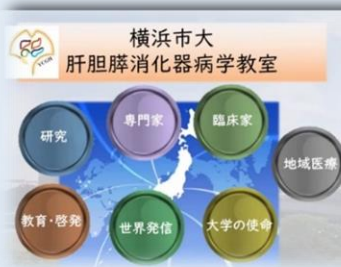 横浜市大
肝胆膵消化器病学教室
YCGH
研究
専門家
臨床家
地域医療
教育・啓発
世界発信
大学の使命